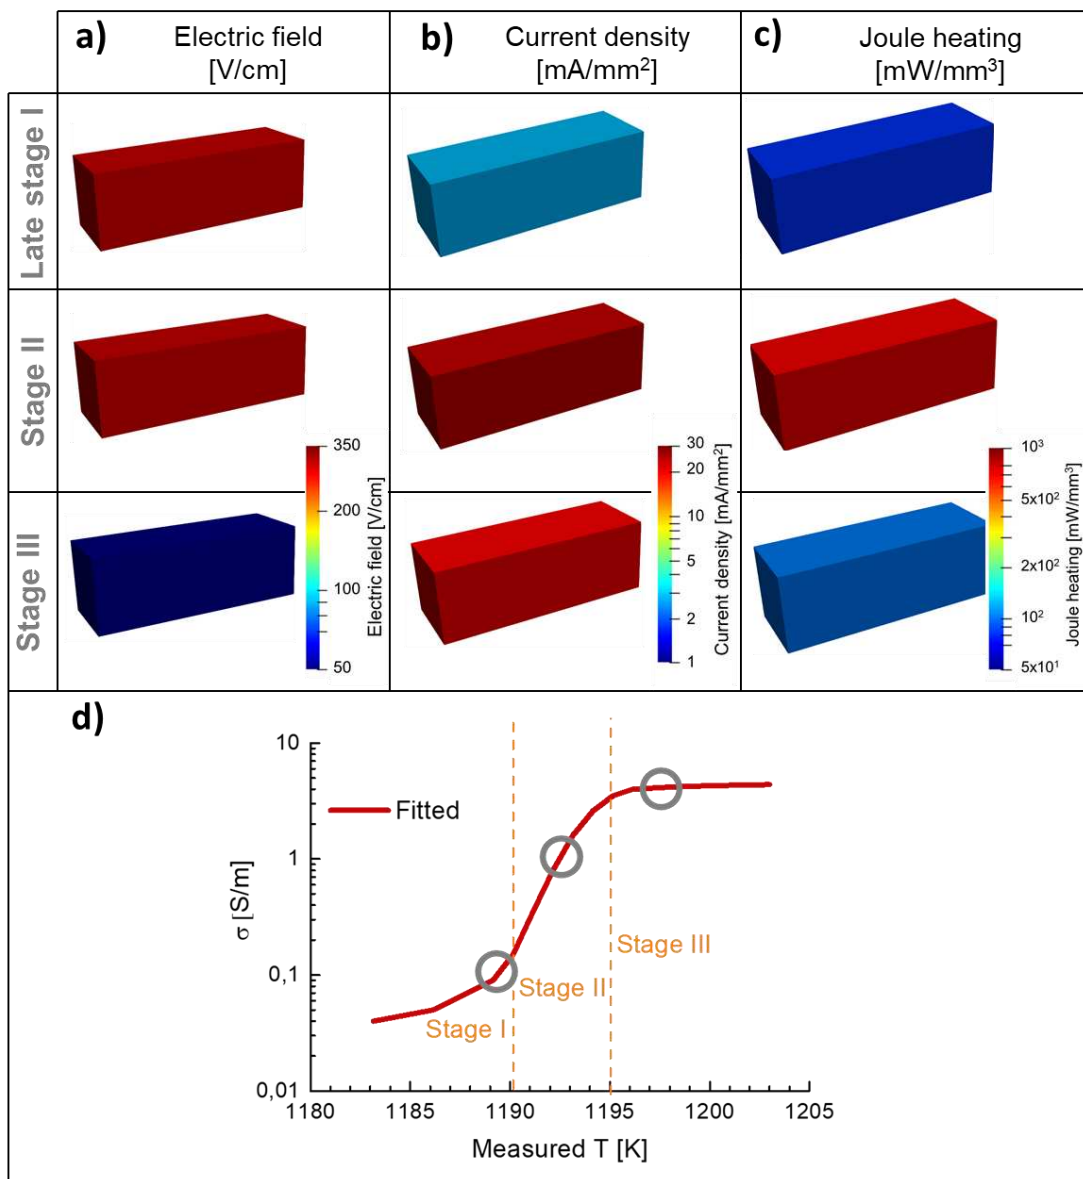 a) Electric field
[V/cm]
b) Current density
[mA/mm²]
c) Joule heating
[mW/mm³]
Late stage I
Stage II
350
200
100
50
Electric field [V/cm]
30
20
10
5
2
1
Current density [mA/mm²]
10³
5x10²
2x10²
10²
5x10¹
Joule heating [mW/mm³]
Stage III
d)
10
1
0,1
0,01
σ [S/m]
Fitted
Stage III
Stage II
Stage I
1180 1185 1190 1195 1200 1205
Measured T [K]